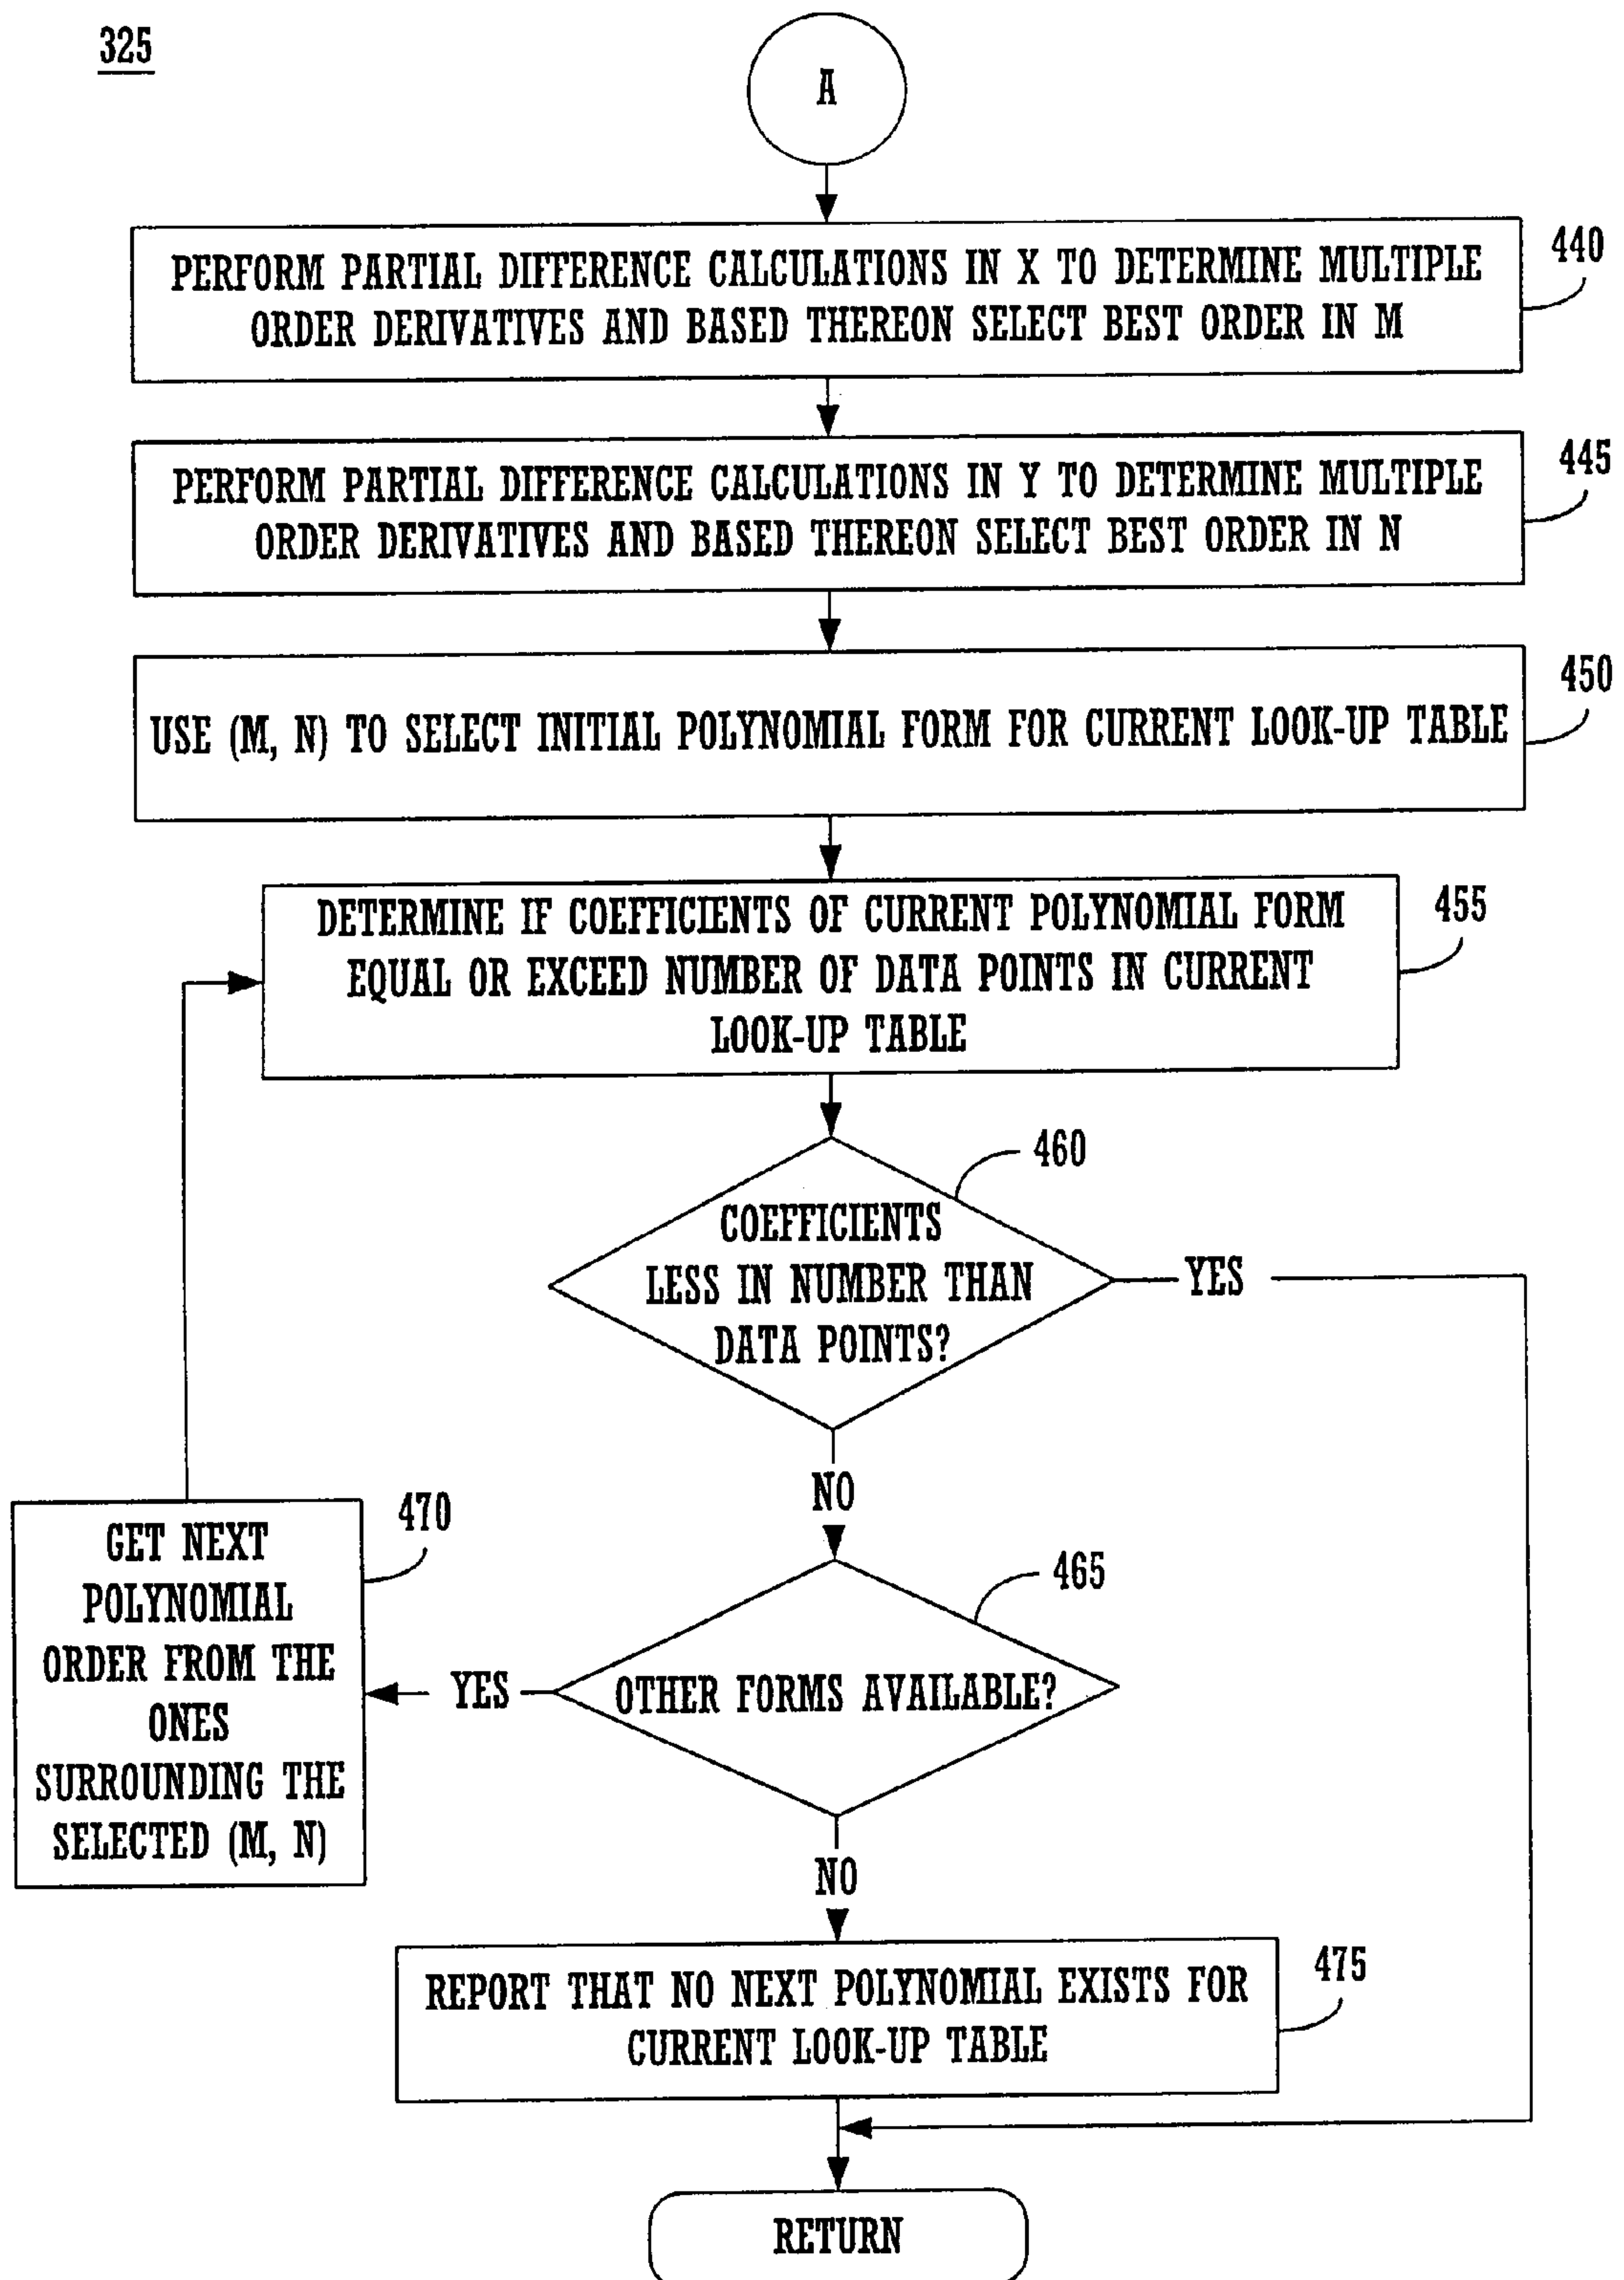 325
A
PERFORM PARTIAL DIFFERENCE CALCULATIONS IN X TO DETERMINE MULTIPLE
ORDER DERIVATIVES AND BASED THEREON SELECT BEST ORDER IN M
440
PERFORM PARTIAL DIFFERENCE CALCULATIONS IN Y TO DETERMINE MULTIPLE
ORDER DERIVATIVES AND BASED THEREON SELECT BEST ORDER IN N
445
USE (M, N) TO SELECT INITIAL POLYNOMIAL FORM FOR CURRENT LOOK-UP TABLE
450
DETERMINE IF COEFFICIENTS OF CURRENT POLYNOMIAL FORM
EQUAL OR EXCEED NUMBER OF DATA POINTS IN CURRENT
LOOK-UP TABLE
455
460
COEFFICIENTS
LESS IN NUMBER THAN
DATA POINTS?
YES
NO
465
OTHER FORMS AVAILABLE?
YES
470
GET NEXT
POLYNOMIAL
ORDER FROM THE
ONES
SURROUNDING THE
SELECTED (M, N)
NO
REPORT THAT NO NEXT POLYNOMIAL EXISTS FOR
CURRENT LOOK-UP TABLE
475
RETURN